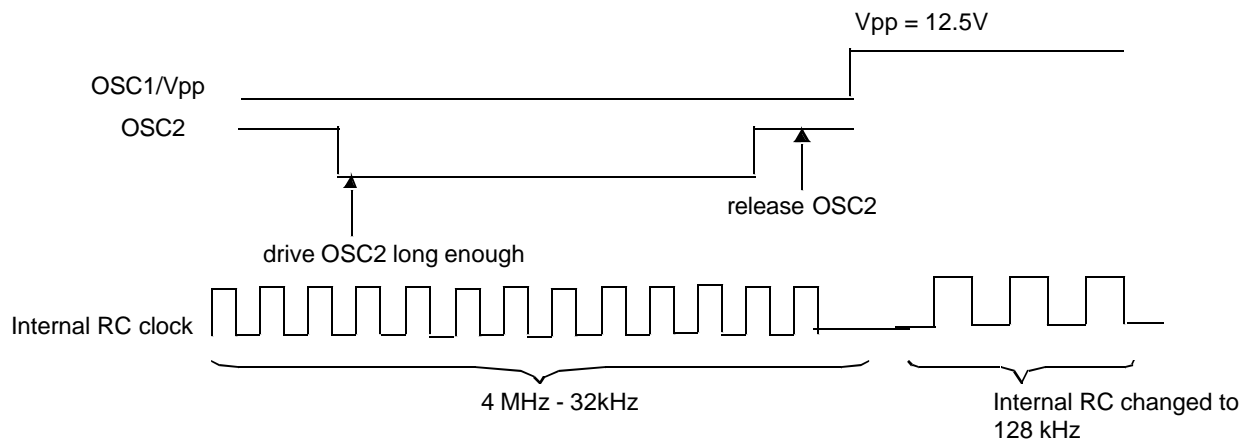 Vpp = 12.5V
OSC1/Vpp
OSC2
release OSC2
drive OSC2 long enough
Internal RC clock
4 MHz - 32kHz
Internal RC changed to
128 kHz